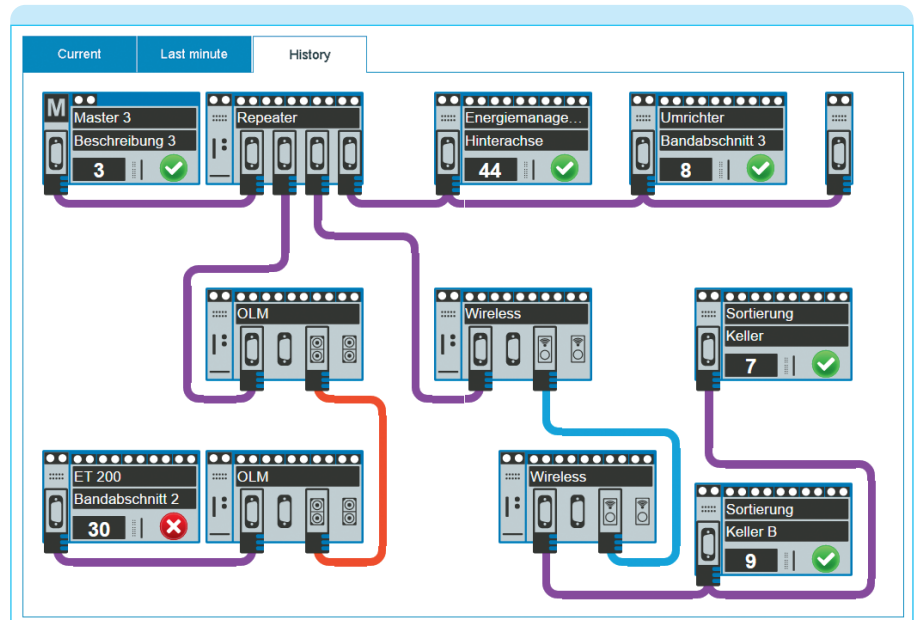 Current
Last minute
History
M
Master 3
Beschreibung 3
3
Repeater
Energiemanage...
Hinterachse
44
Umrichter
Bandabschnitt 3
8
OLM
Wireless
Sortierung
Keller
7
ET 200
Bandabschnitt 2
30
OLM
Wireless
Sortierung
Keller B
9